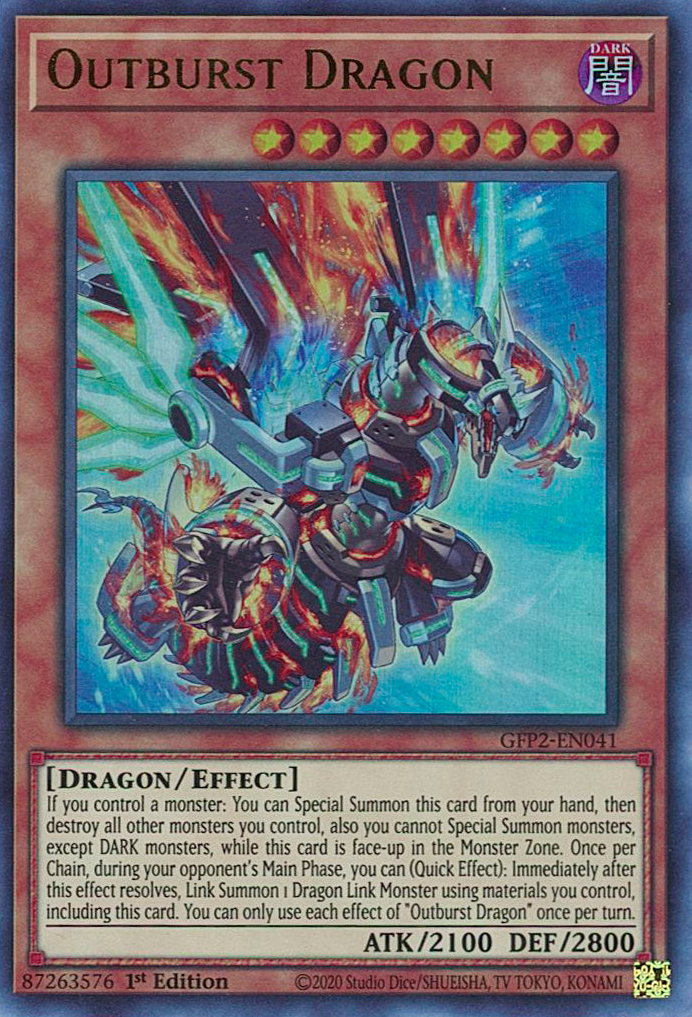 OUTBURST DRAGON
DARK
闇
GFP2-EN041
[DRAGON/EFFECT]
If you control a monster: You can Special Summon this card from your hand, then
destroy all other monsters you control, also you cannot Special Summon monsters,
except DARK monsters, while this card is face-up in the Monster Zone. Once per
Chain, during your opponent's Main Phase, you can (Quick Effect): Immediately after
this effect resolves, Link Summon 1 Dragon Link Monster using materials you control,
including this card. You can only use each effect of "Outburst Dragon" once per turn.
ATK/2100 DEF/2800
87263576 1st Edition ©2020 Studio Dice/SHUEISHA, TV TOKYO, KONAMI